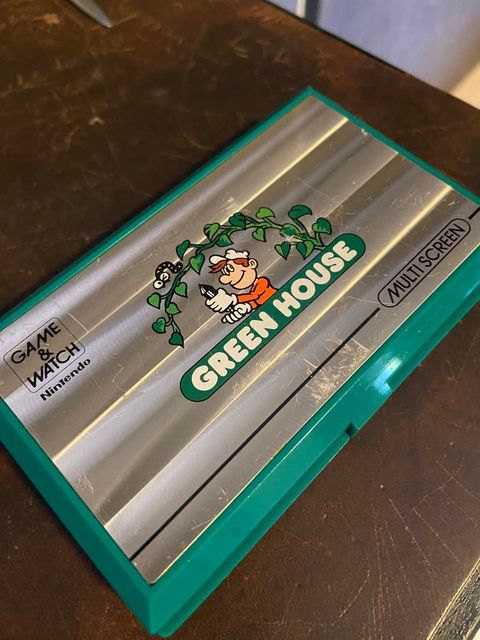 GAME
&
WATCH
Nintendo
GREEN HOUSE
MULTI SCREEN